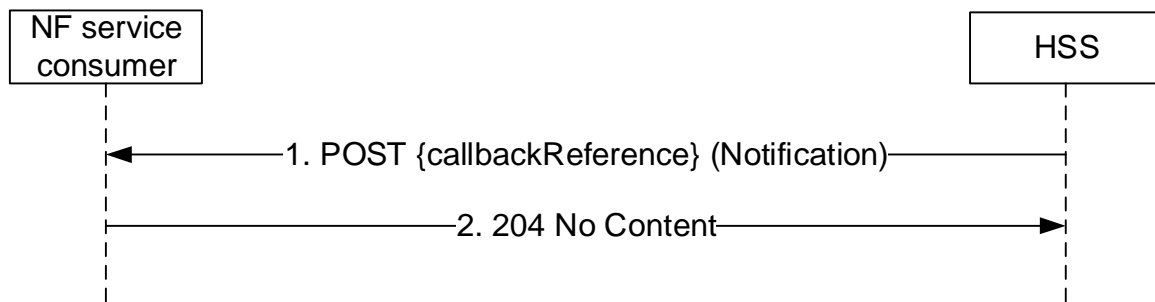 NF service
consumer
HSS
1. POST {callbackReference} (Notification)
2. 204 No Content